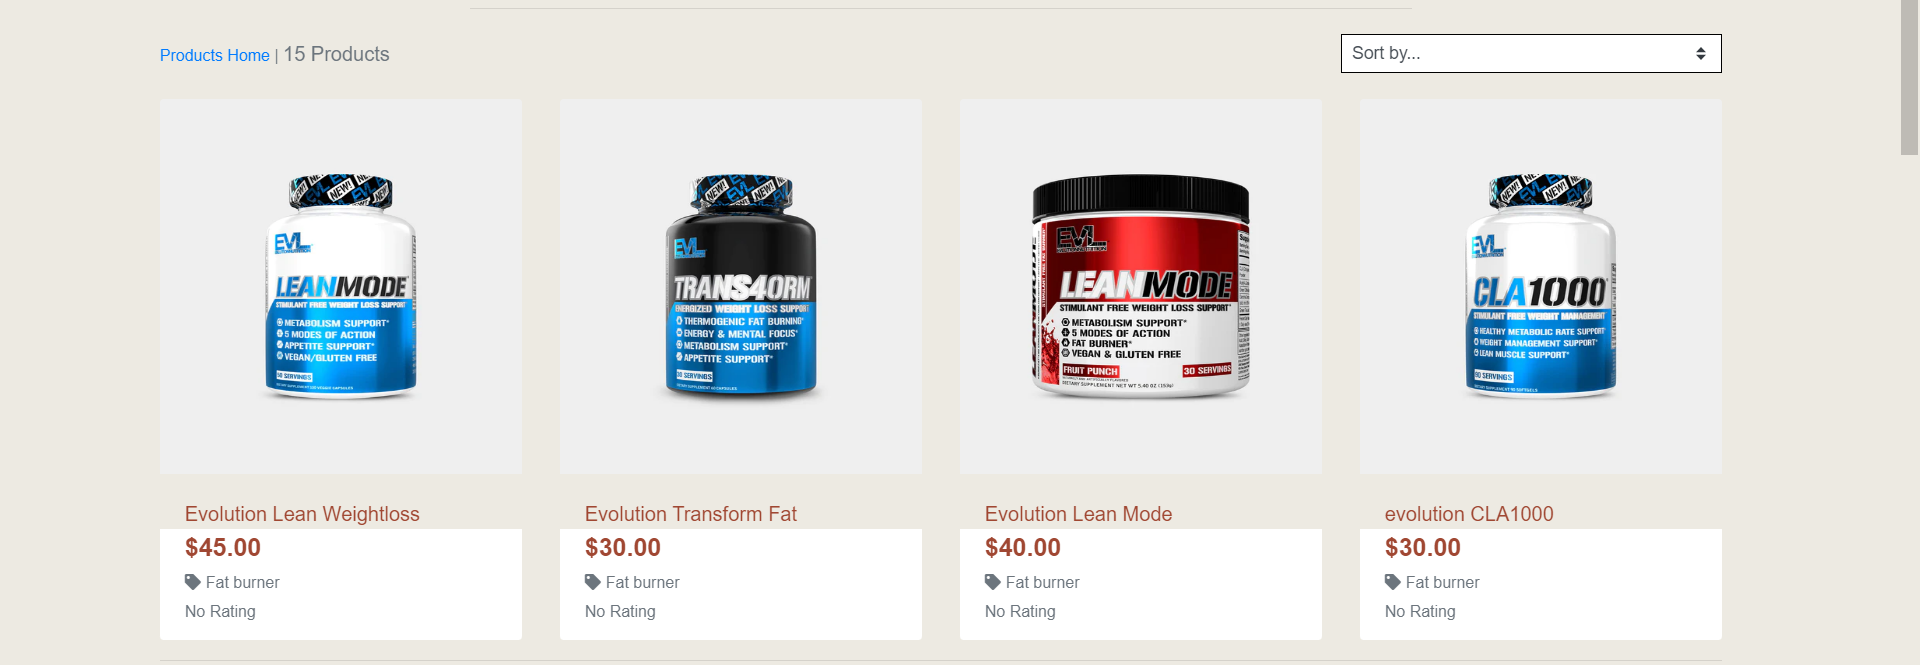 Products Home | 15 Products
Sort by...
NEW!
EVL
LEANMODE
STIMULANT FREE WEIGHT LOSS SUPPORT
METABOLISM SUPPORT*
5 MODES OF ACTION
APPETITE SUPPORT*
VEGAN/GLUTEN FREE
NEW!
EVL
TRANS4ORM
ENERGIZED WEIGHT LOSS SUPPORT
THERMOGENIC FAT BURNING*
ENERGY & MENTAL FOCUS*
METABOLISM SUPPORT*
APPETITE SUPPORT*
EVL
LEANMODE
STIMULANT FREE WEIGHT LOSS SUPPORT*
METABOLISM SUPPORT*
5 MODES OF ACTION
FAT BURNER*
VEGAN & GLUTEN FREE
FRUIT PUNCH
30 SERVINGS
NEW!
EVL
CLA1000
STIMULANT FREE WEIGHT MANAGEMENT
HEALTHY METABOLIC RATE SUPPORT*
WEIGHT MANAGEMENT SUPPORT*
LEAN MUSCLE SUPPORT*
90 SERVINGS
Evolution Lean Weightloss
$45.00
Fat burner
No Rating
Evolution Transform Fat
$30.00
Fat burner
No Rating
Evolution Lean Mode
$40.00
Fat burner
No Rating
evolution CLA1000
$30.00
Fat burner
No Rating